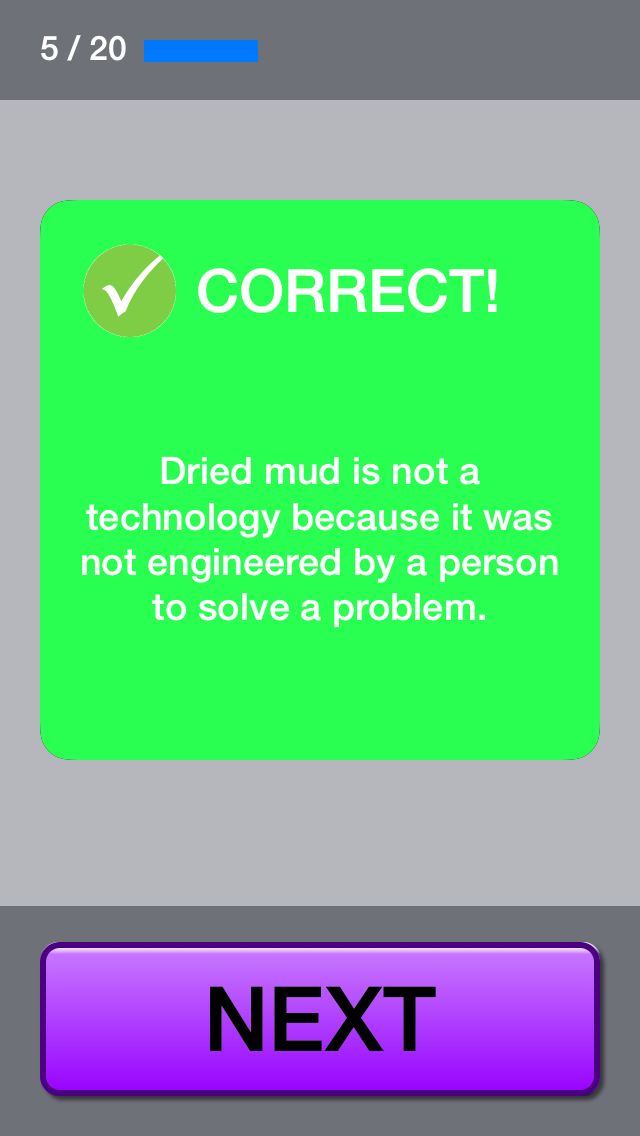 5 / 20
CORRECT!
Dried mud is not a
technology because it was
not engineered by a person
to solve a problem.
NEXT